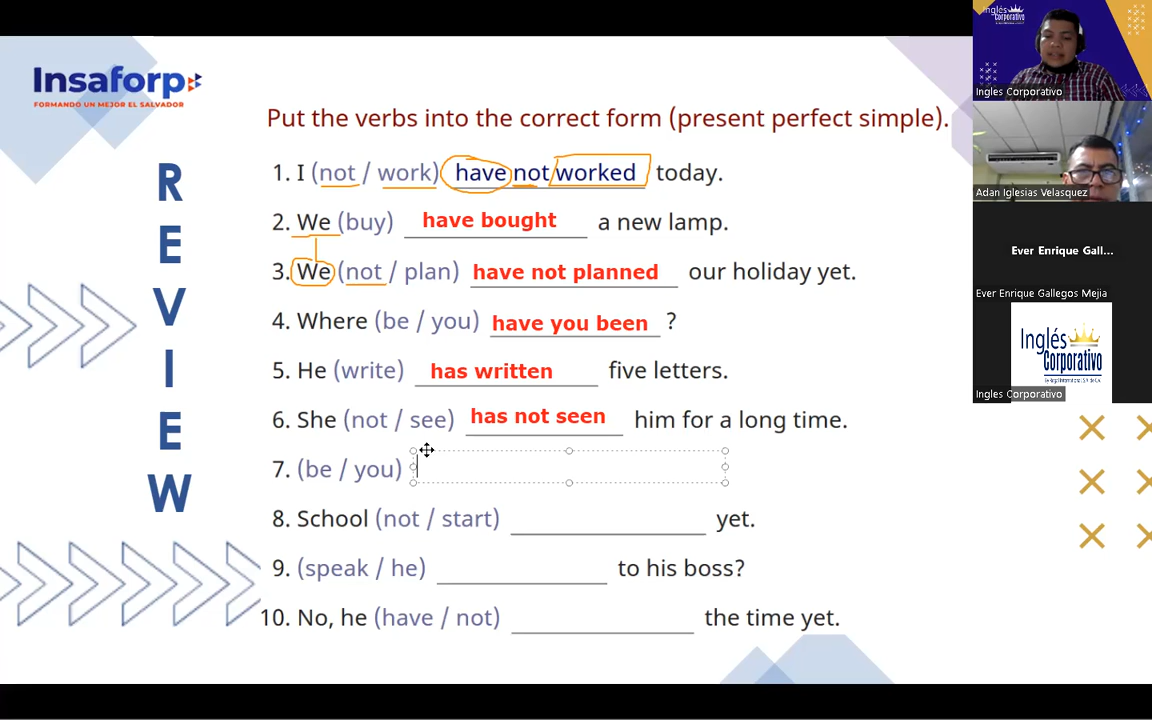 Insaforp
FORMANDO UN MEJOR EL SALVADOR
REVIEW
Put the verbs into the correct form (present perfect simple).
1. I (not / work) have not worked today.
2. We (buy) have bought a new lamp.
3. We (not / plan) have not planned our holiday yet.
4. Where (be / you) have you been ?
5. He (write) has written five letters.
6. She (not / see) has not seen him for a long time.
7. (be / you)
8. School (not / start) yet.
9. (speak / he) to his boss?
10. No, he (have / not) the time yet.
Inglés
Corporativo
Ingles Corporativo
Adan Iglesias Velasquez
Ever Enrique Gall...
Ever Enrique Gallegos Mejia
Inglés
Corporativo
Ingles Corporativo